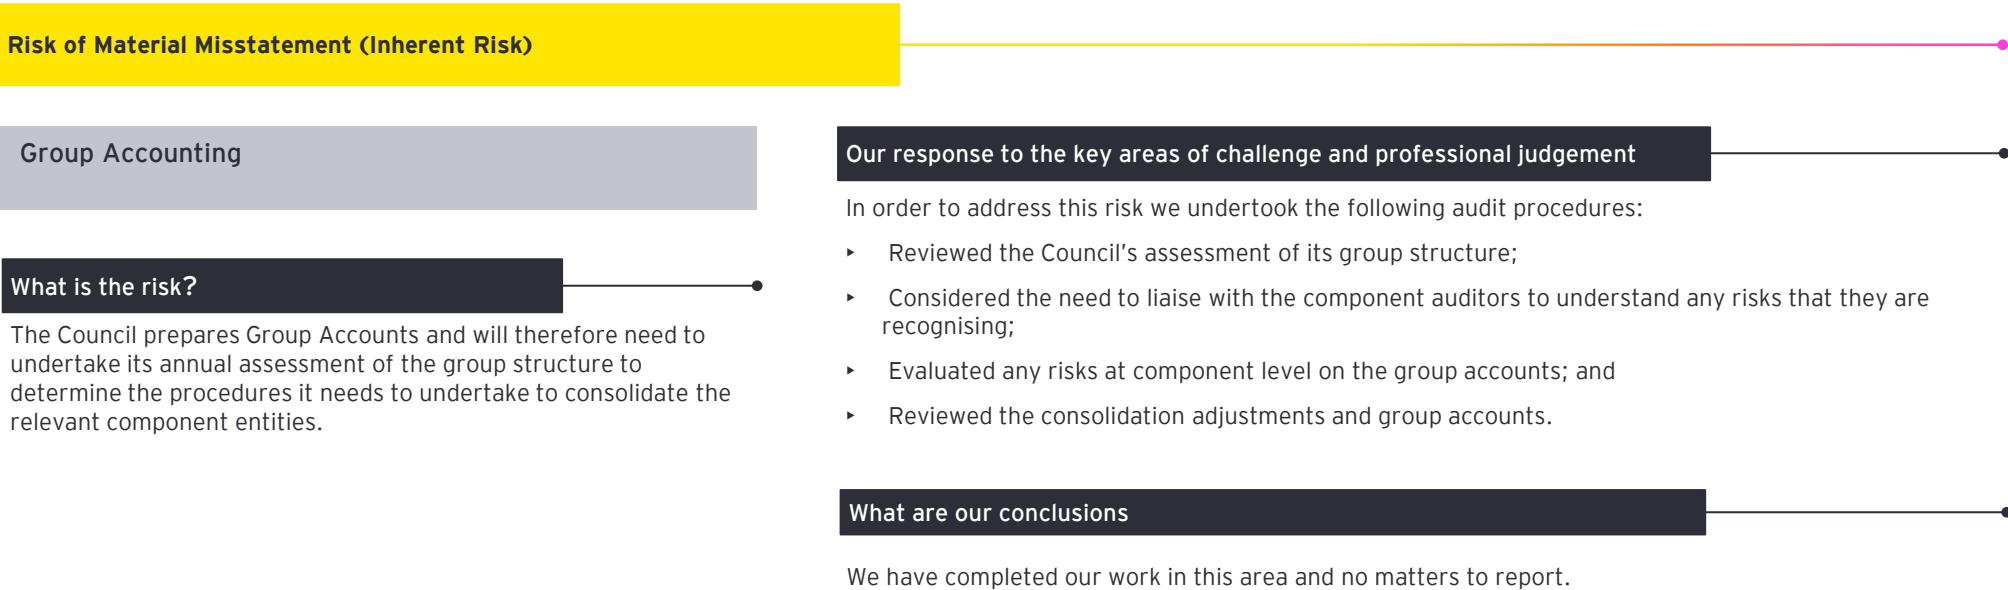 Risk of Material Misstatement (Inherent Risk)
Group Accounting
What is the risk?
The Council prepares Group Accounts and will therefore need to
undertake its annual assessment of the group structure to
determine the procedures it needs to undertake to consolidate the
relevant component entities.
Our response to the key areas of challenge and professional judgement
In order to address this risk we undertook the following audit procedures:
‣ Reviewed the Council's assessment of its group structure;
‣ Considered the need to liaise with the component auditors to understand any risks that they are
recognising;
‣ Evaluated any risks at component level on the group accounts; and
‣ Reviewed the consolidation adjustments and group accounts.
What are our conclusions
We have completed our work in this area and no matters to report.